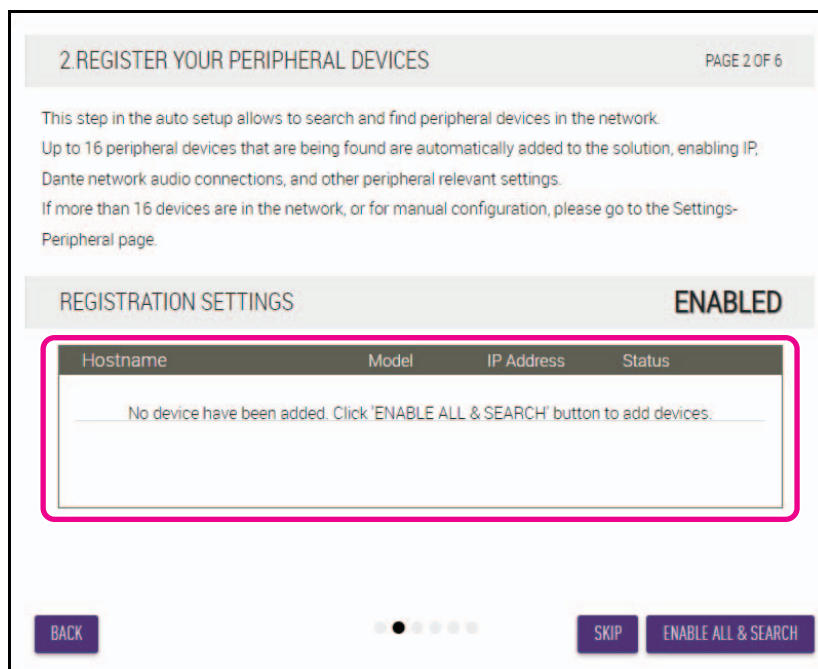 2.REGISTER YOUR PERIPHERAL DEVICES PAGE 2 OF 6
This step in the auto setup allows to search and find peripheral devices in the network.
Up to 16 peripheral devices that are being found are automatically added to the solution, enabling IP,
Dante network audio connections, and other peripheral relevant settings.
If more than 16 devices are in the network, or for manual configuration, please go to the Settings-
Peripheral page.
REGISTRATION SETTINGS ENABLED
Hostname Model IP Address Status
No device have been added. Click 'ENABLE ALL & SEARCH' button to add devices.
BACK SKIP ENABLE ALL & SEARCH